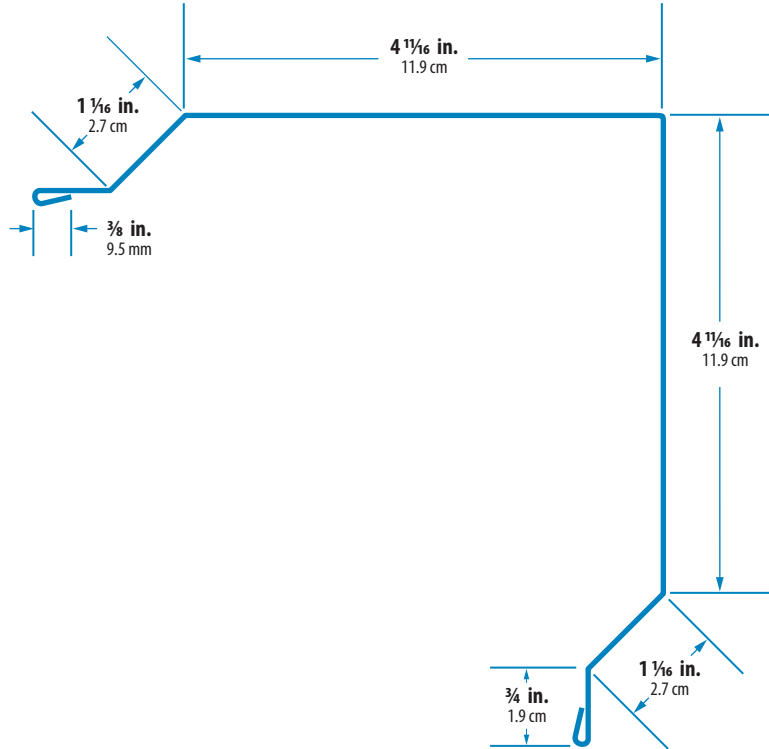 4 11/16 in.
11.9 cm
1 1/16 in.
2.7 cm
3/8 in.
9.5 mm
4 11/16 in.
11.9 cm
1 1/16 in.
2.7 cm
3/4 in.
1.9 cm